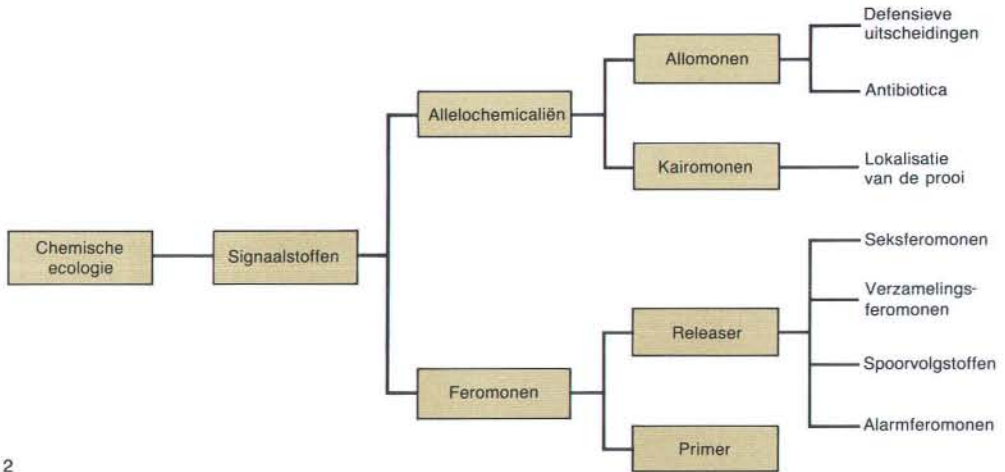 Defensieve
uitscheidingen
Allomonen
Antibiotica
Allelochemicaliën
Kairomonen
Lokalisatie
van de prooi
Chemische
ecologie
Signaalstoffen
Seksferomonen
Verzamelings-
feromonen
Releaser
Spoorvolgstoffen
Feromonen
Alarmferomonen
Primer
2